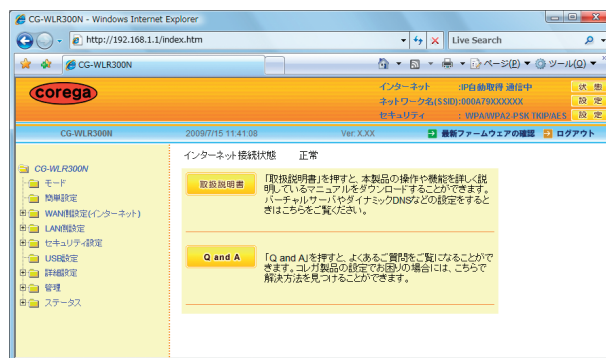 CG-WLR300N - Windows Internet Explorer
http://192.168.1.1/index.htm
Live Search
CG-WLR300N
ページ(P)
ツール(O)
corega
インターネット :IP自動取得 通信中
状 態
ネットワーク名(SSID):000A79XXXXXX
設 定
セキュリティ : WPA/WPA2-PSK TKIP/AES
設 定
CG-WLR300N
2009/7/15 11:41:08
Ver.X.XX
最新ファームウェアの確認
ログアウト
CG-WLR300N
モード
簡単設定
WAN側設定(インターネット)
LAN側設定
セキュリティ設定
USB設定
詳細設定
管理
ステータス
インターネット接続状態 正常
取扱説明書
「取扱説明書」を押すと、本製品の操作や機能を詳しく説
明しているマニュアルをダウンロードすることができます。
バーチャルサーバやダイナミックDNSなどの設定をすると
きはこちらをご覧ください。
Q and A
「Q and A」を押すと、よくあるご質問をご覧になることがで
きます。コレガ製品の設定でお困りの場合には、こちらで
解決方法を見つけることができます。